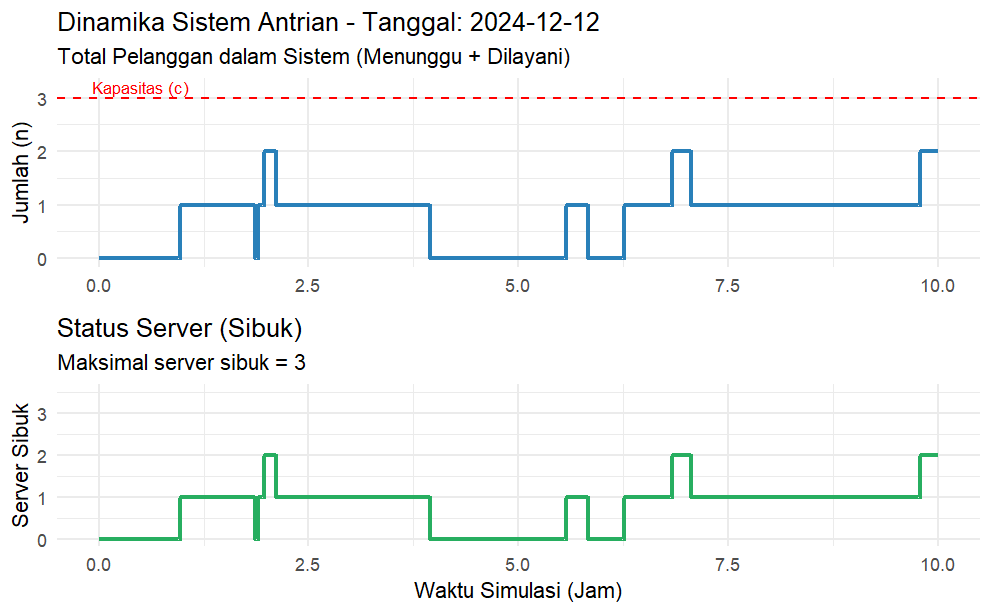 Dinamika Sistem Antrian - Tanggal: 2024-12-12
Total Pelanggan dalam Sistem (Menunggu + Dilayani)
Kapasitas (c)
Jumlah (n)
3
2
1
0
0.0 2.5 5.0 7.5 10.0
Status Server (Sibuk)
Maksimal server sibuk = 3
Server Sibuk
3
2
1
0
0.0 2.5 5.0 7.5 10.0
Waktu Simulasi (Jam)